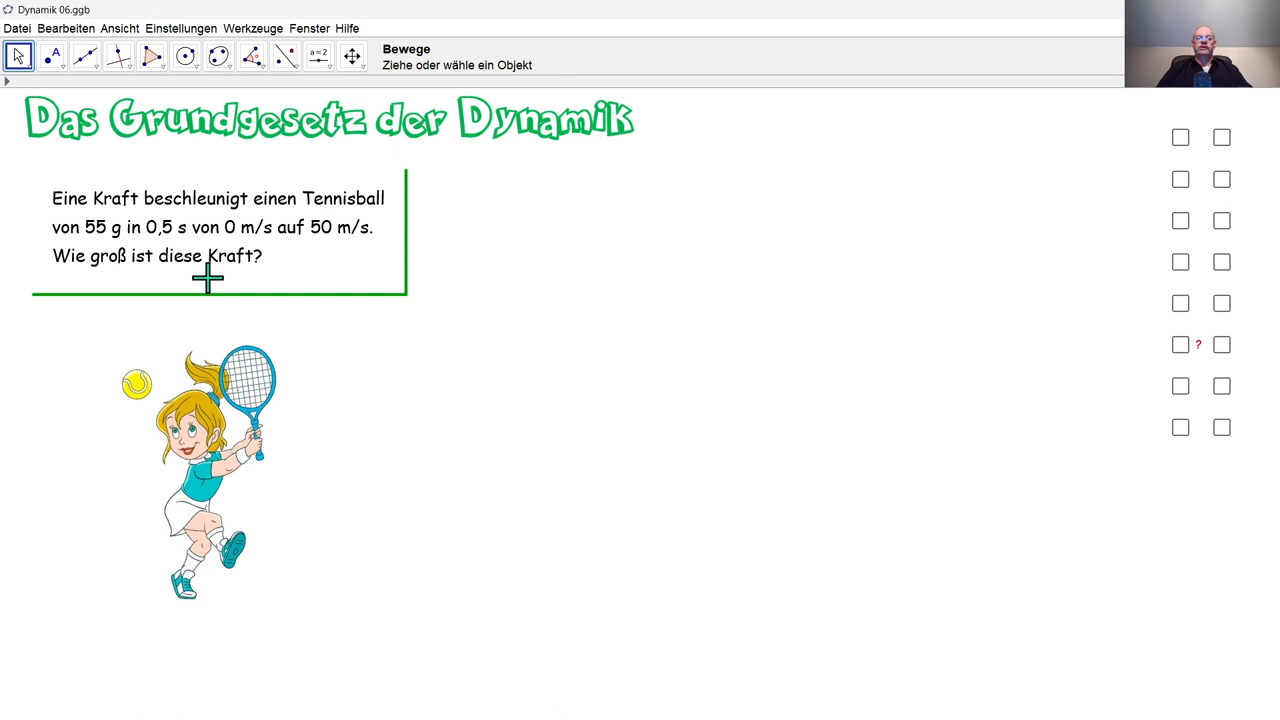 Dynamik 06.ggb
Datei Bearbeiten Ansicht Einstellungen Werkzeuge Fenster Hilfe
A
a=2
Bewege
Ziehe oder wähle ein Objekt
Das Grundgesetz der Dynamik
Eine Kraft beschleunigt einen Tennisball
von 55 g in 0,5 s von 0 m/s auf 50 m/s.
Wie groß ist diese Kraft?
?